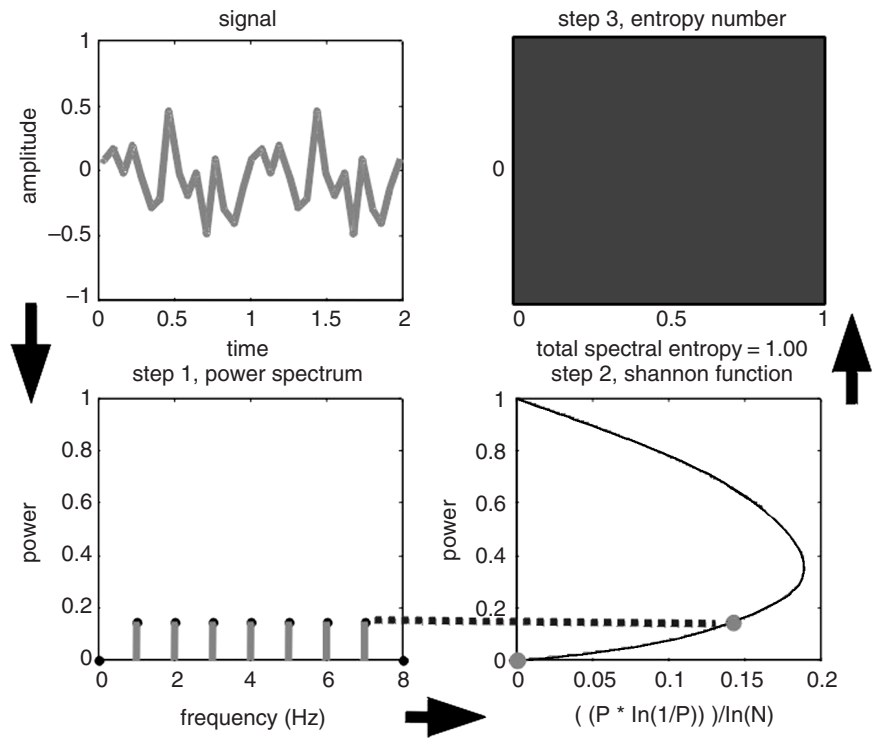 signal
1
0.5
0
−0.5
−1
amplitude
0 0.5 1 1.5 2
time
step 3, entropy number
0
0 0.5 1
total spectral entropy = 1.00
step 1, power spectrum
1
0.8
0.6
0.4
0.2
0
power
0 2 4 6 8
frequency (Hz)
step 2, shannon function
1
0.8
0.6
0.4
0.2
0
power
0 0.05 0.1 0.15 0.2
( (P * ln(1/P)) )/ln(N)